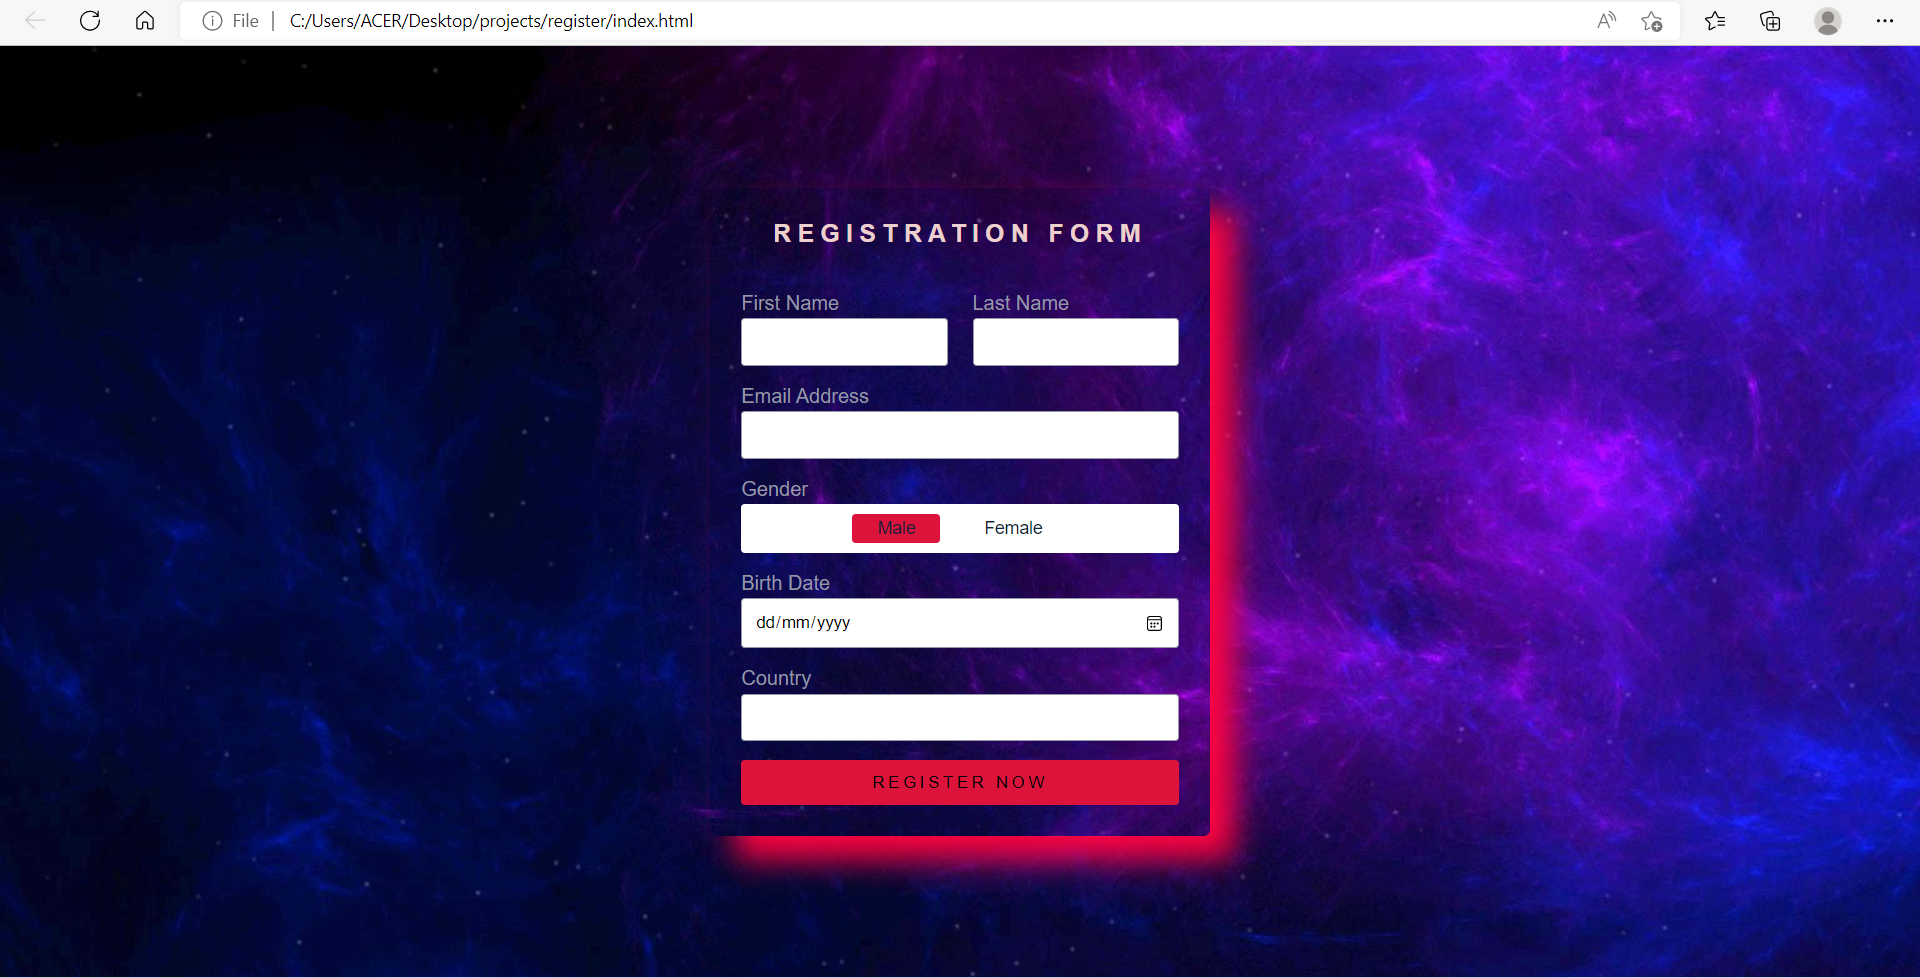 File C:/Users/ACER/Desktop/projects/register/index.html
REGISTRATION FORM
First Name Last Name
Email Address
Gender
Male Female
Birth Date
dd/mm/yyyy
Country
REGISTER NOW